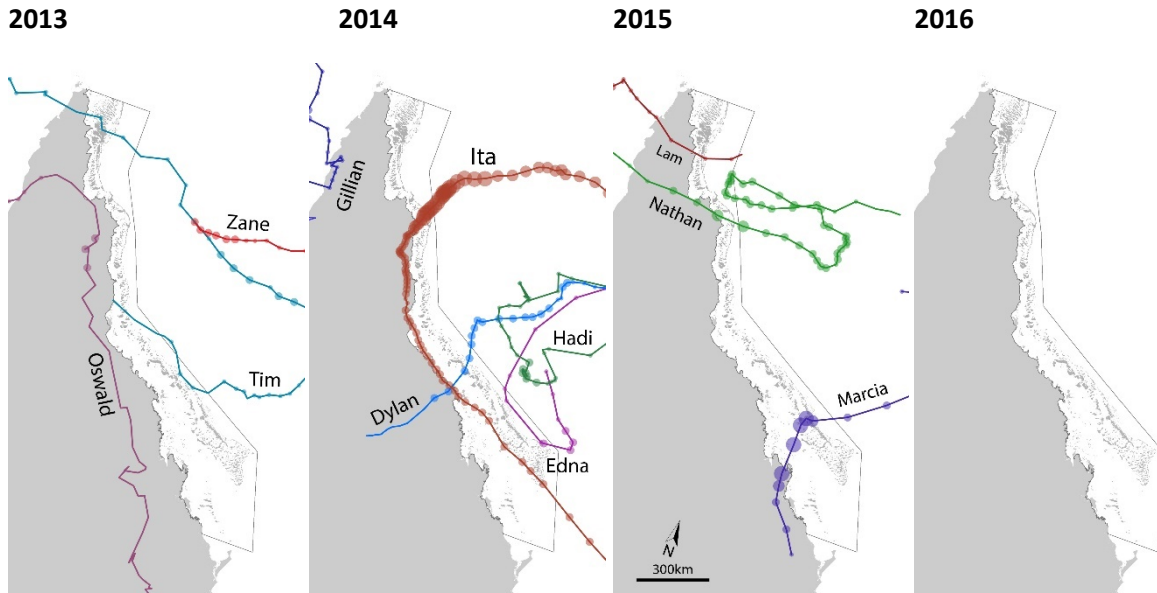 2013
2014
2015
2016
Zane
Oswald
Tim
Gillian
Ita
Hadi
Dylan
Edna
Lam
Nathan
Marcia
N
300km